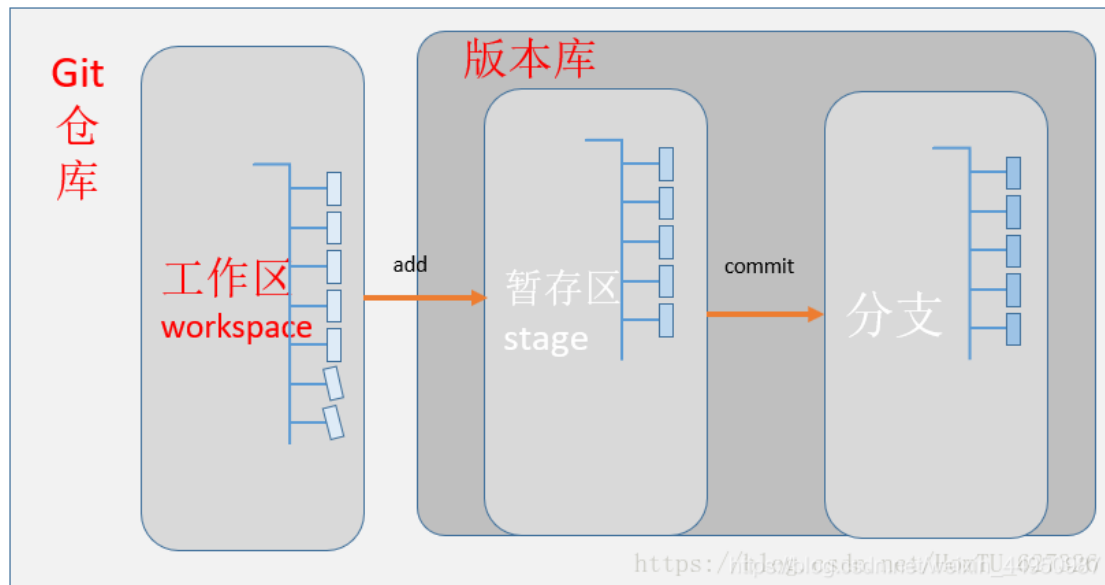 Git
仓
库
版本库
工作区
workspace
add
暂存区
stage
commit
分支